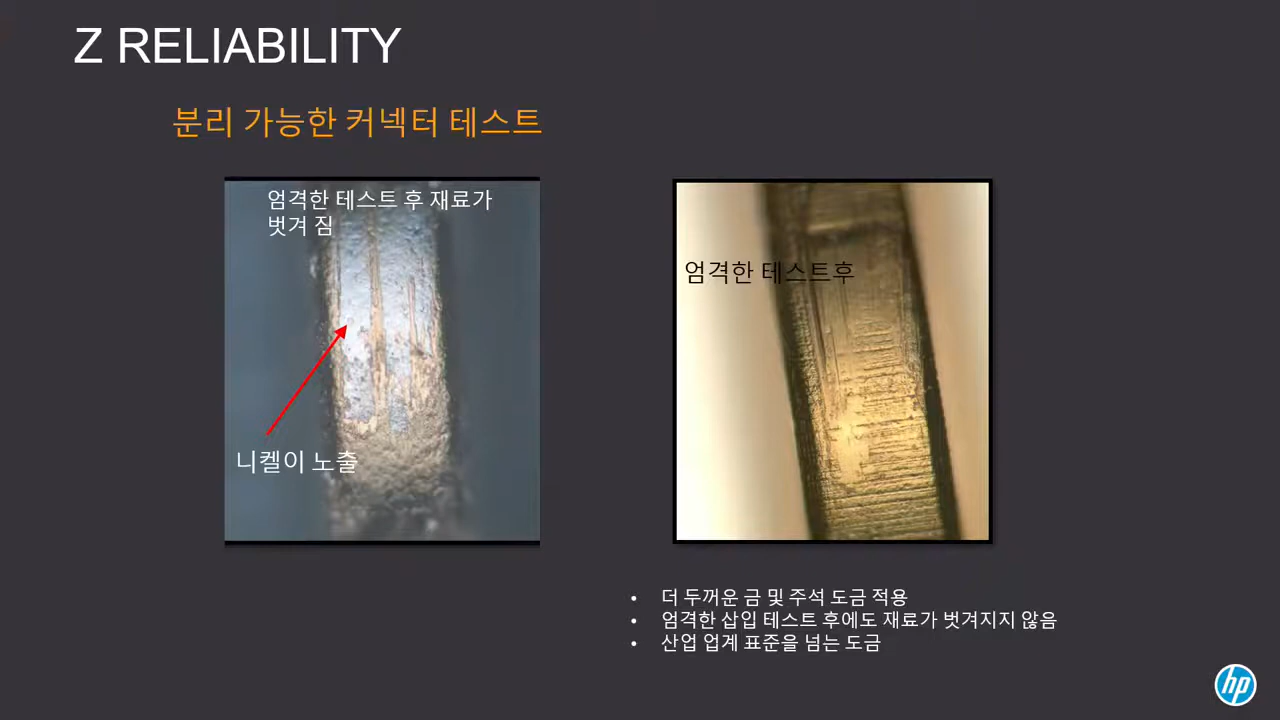 Z RELIABILITY
분리 가능한 커넥터 테스트
엄격한 테스트 후 재료가
벗겨 짐
니켈이 노출
엄격한 테스트후
• 더 두꺼운 금 및 주석 도금 적용
• 엄격한 삽입 테스트 후에도 재료가 벗겨지지 않음
• 산업 업계 표준을 넘는 도금
hp